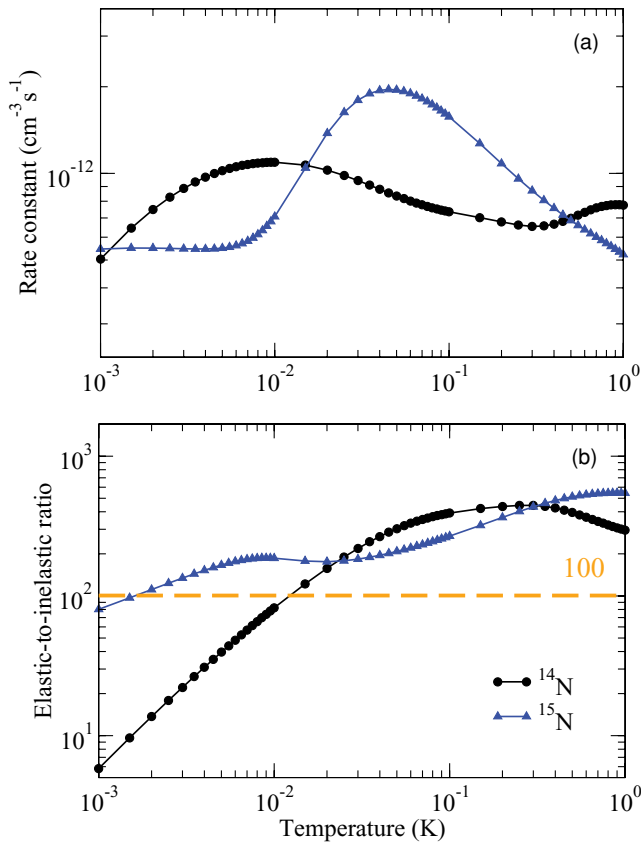 (a)
Rate constant (cm⁻³ s⁻¹)
10⁻¹²
10⁻³ 10⁻² 10⁻¹ 10⁰
(b)
Elastic-to-inelastic ratio
10³
10²
10¹
100
¹⁴N
¹⁵N
10⁻³ 10⁻² 10⁻¹ 10⁰
Temperature (K)